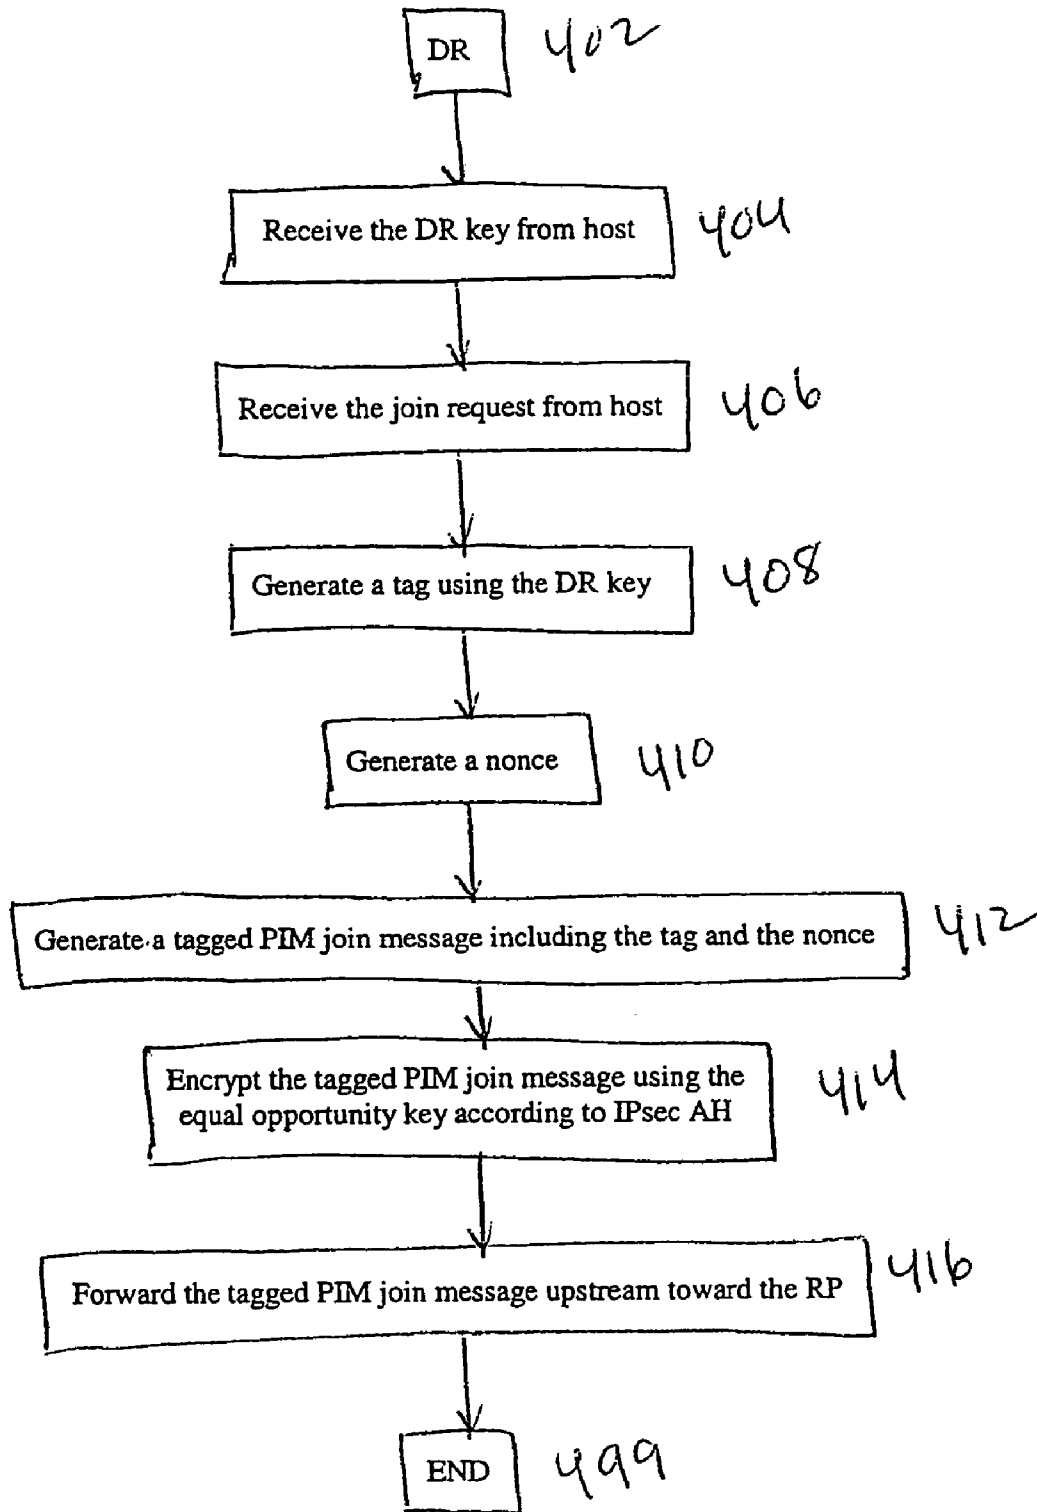 DR 402
Receive the DR key from host 404
Receive the join request from host 406
Generate a tag using the DR key 408
Generate a nonce 410
Generate a tagged PIM join message including the tag and the nonce 412
Encrypt the tagged PIM join message using the 414
equal opportunity key according to IPsec AH
Forward the tagged PIM join message upstream toward the RP 416
END 499